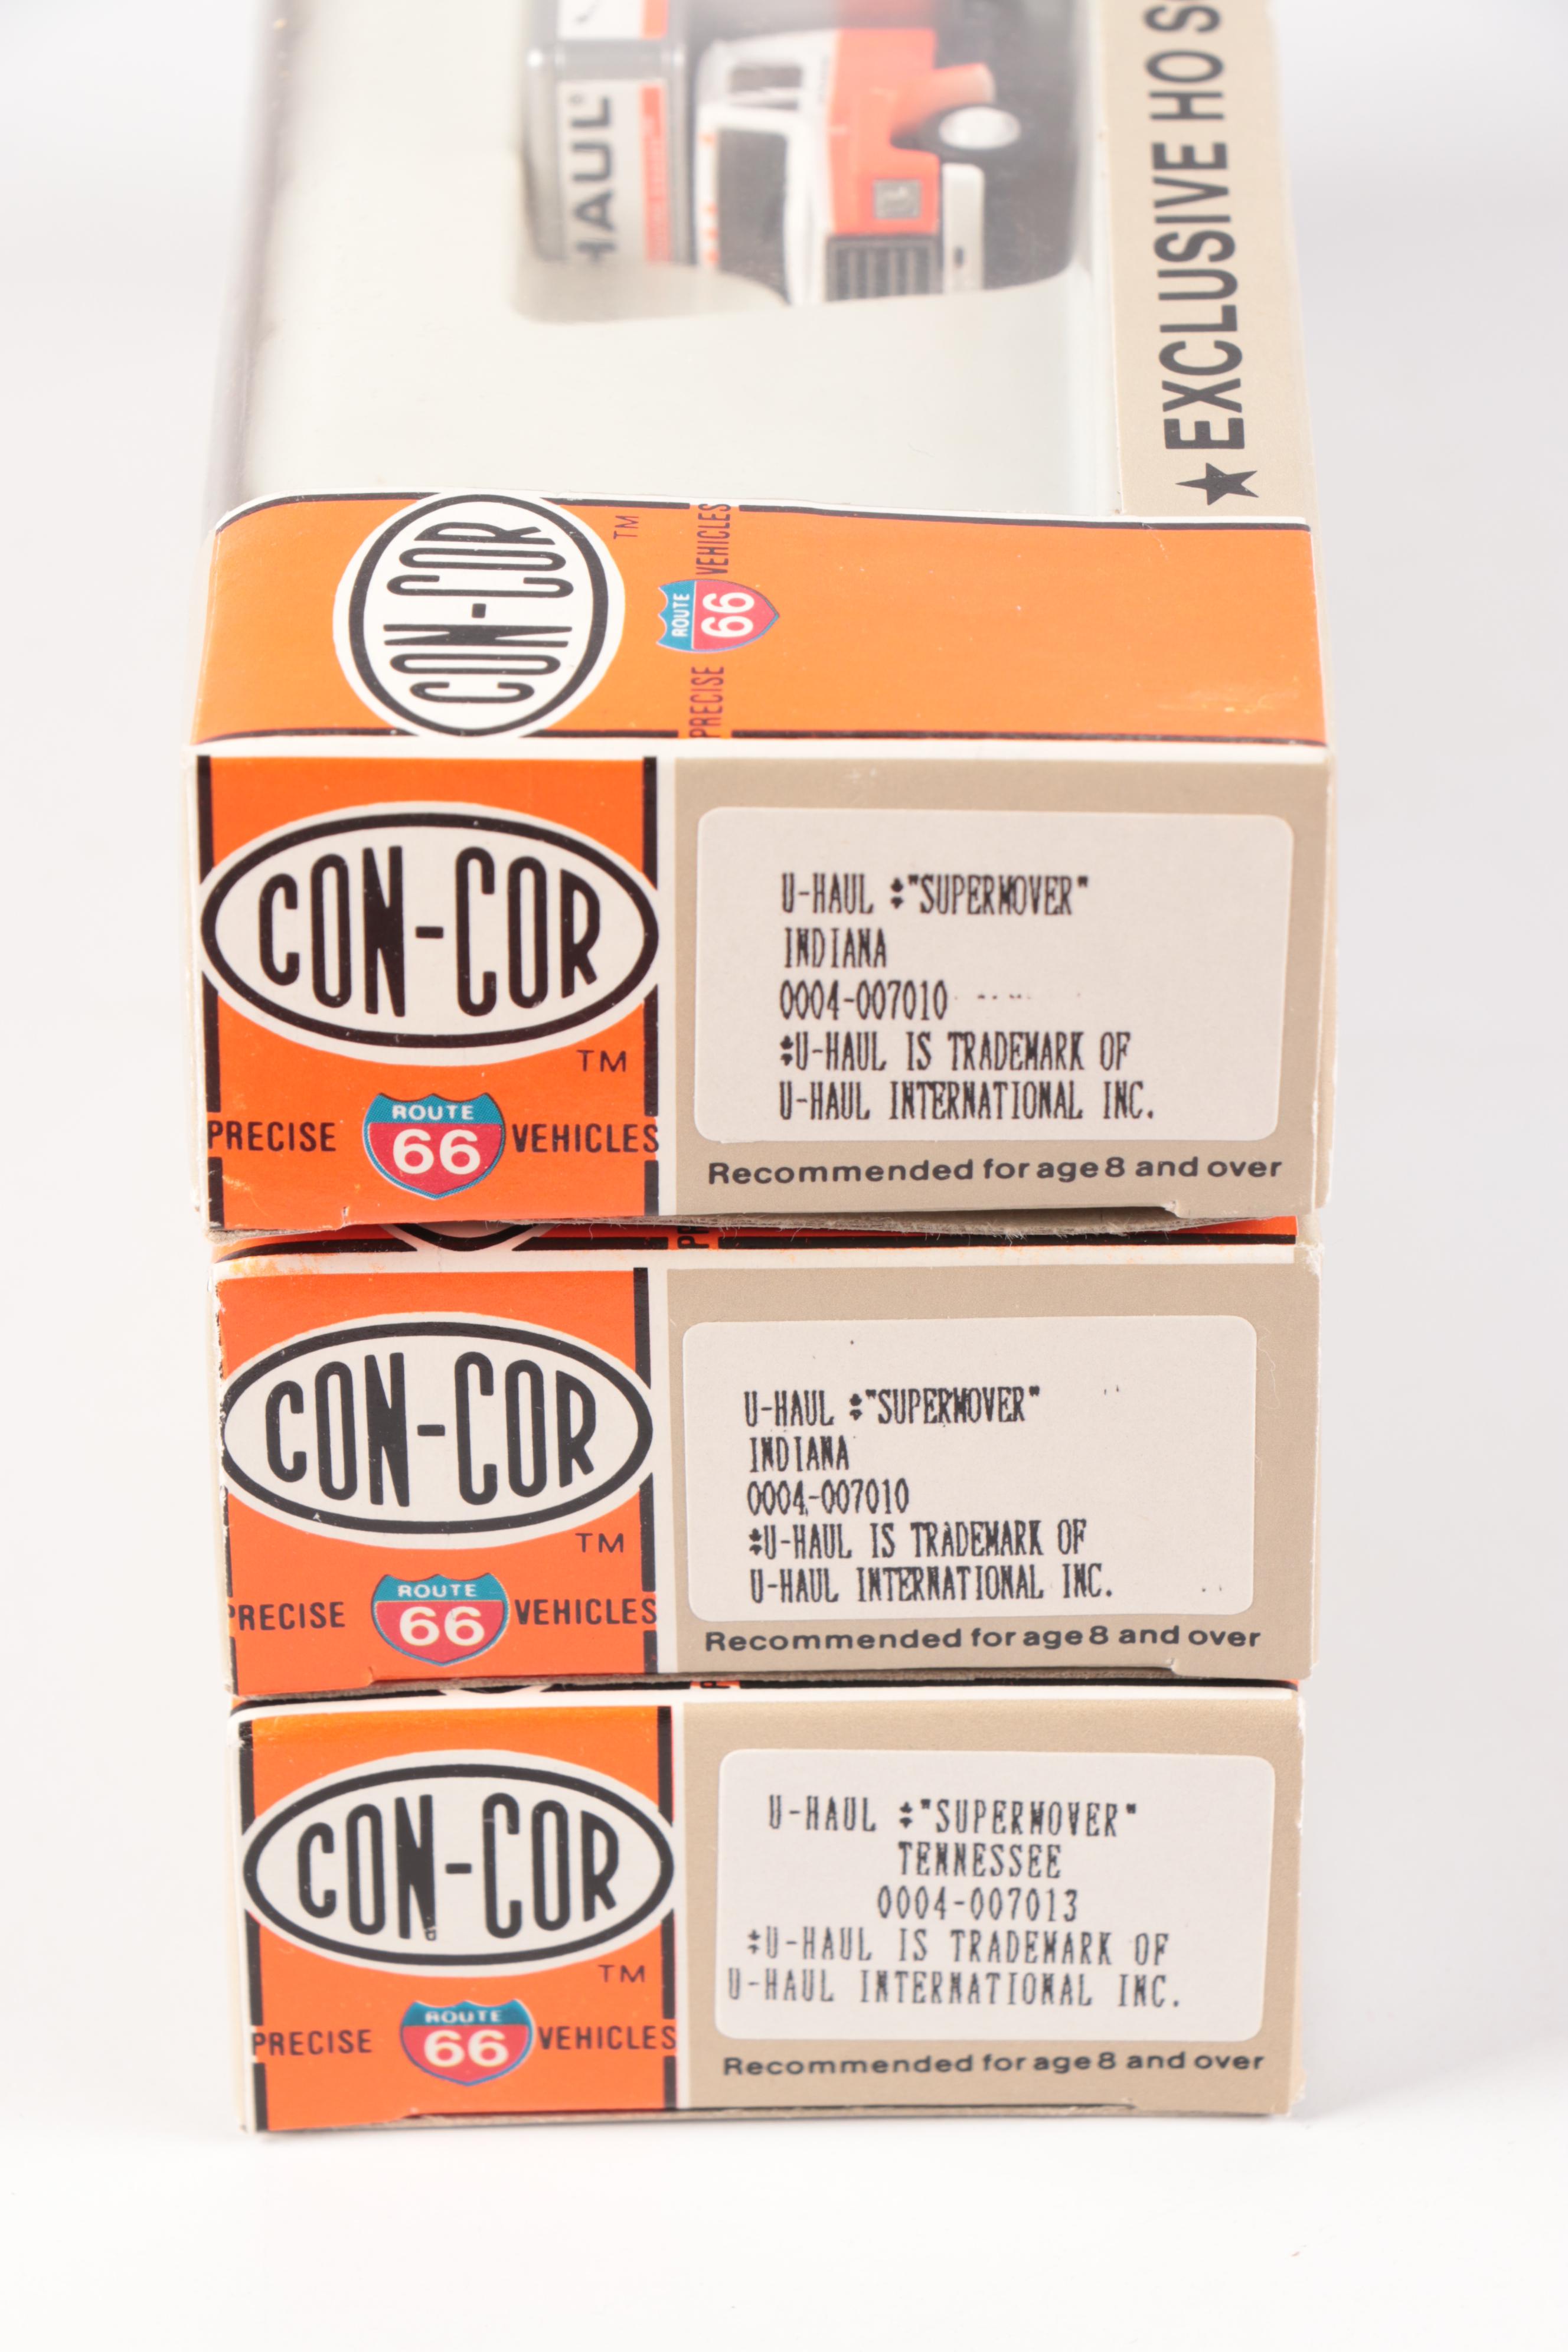 HAUL®
★ EXCLUSIVE HO
CON-COR
TM
PRECISE ROUTE 66 VEHICLES
CON-COR
TM
PRECISE ROUTE 66 VEHICLES
U-HAUL *"SUPERMOVER"
INDIANA
0004-007010
*U-HAUL IS TRADEMARK OF
U-HAUL INTERNATIONAL INC.
Recommended for age 8 and over
CON-COR
TM
PRECISE ROUTE 66 VEHICLES
U-HAUL *"SUPERMOVER"
INDIANA
0004-007010
*U-HAUL IS TRADEMARK OF
U-HAUL INTERNATIONAL INC.
Recommended for age 8 and over
CON-COR
TM
PRECISE ROUTE 66 VEHICLES
U-HAUL *"SUPERMOVER"
TENNESSEE
0004-007013
*U-HAUL IS TRADEMARK OF
U-HAUL INTERNATIONAL INC.
Recommended for age 8 and over